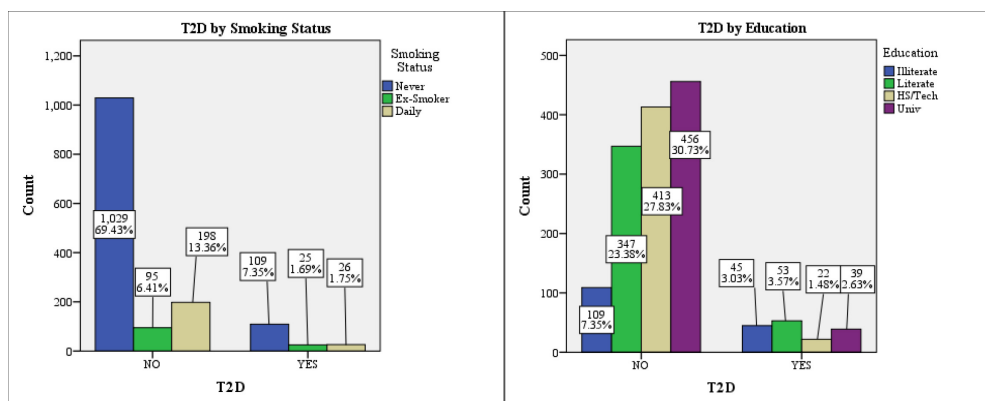 T2D by Smoking Status
1,200
1,000
800
600
400
200
0
Count
1,029
69.43%
95
6.41%
198
13.36%
109
7.35%
25
1.69%
26
1.75%
NO
YES
T2D
Smoking
Status
Never
Ex-Smoker
Daily
T2D by Education
500
400
300
200
100
0
Count
109
7.35%
347
23.38%
413
27.83%
456
30.73%
45
3.03%
53
3.57%
22
1.48%
39
2.63%
NO
YES
T2D
Education
Illiterate
Literate
HS/Tech
Univ